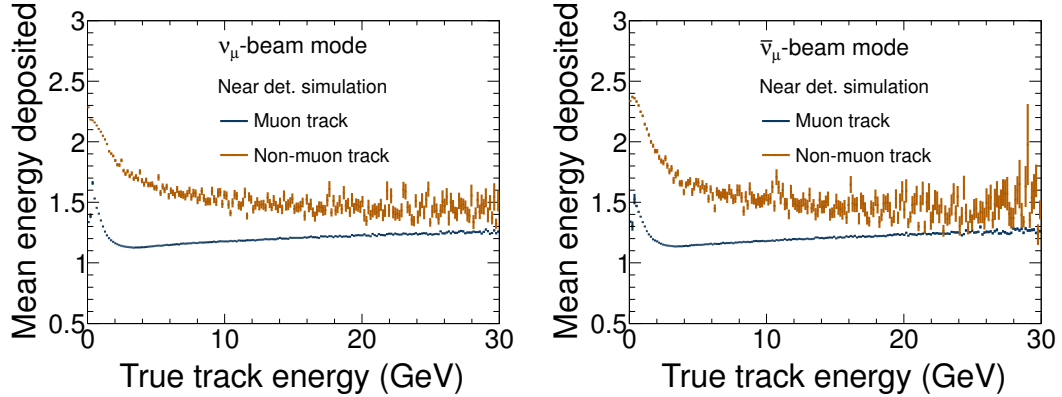 Mean energy deposited
3
2.5
2
1.5
1
0.5
0 10 20 30
True track energy (GeV)
νμ-beam mode
Near det. simulation
Muon track
Non-muon track
Mean energy deposited
3
2.5
2
1.5
1
0.5
0 10 20 30
True track energy (GeV)
ν̄μ-beam mode
Near det. simulation
Muon track
Non-muon track